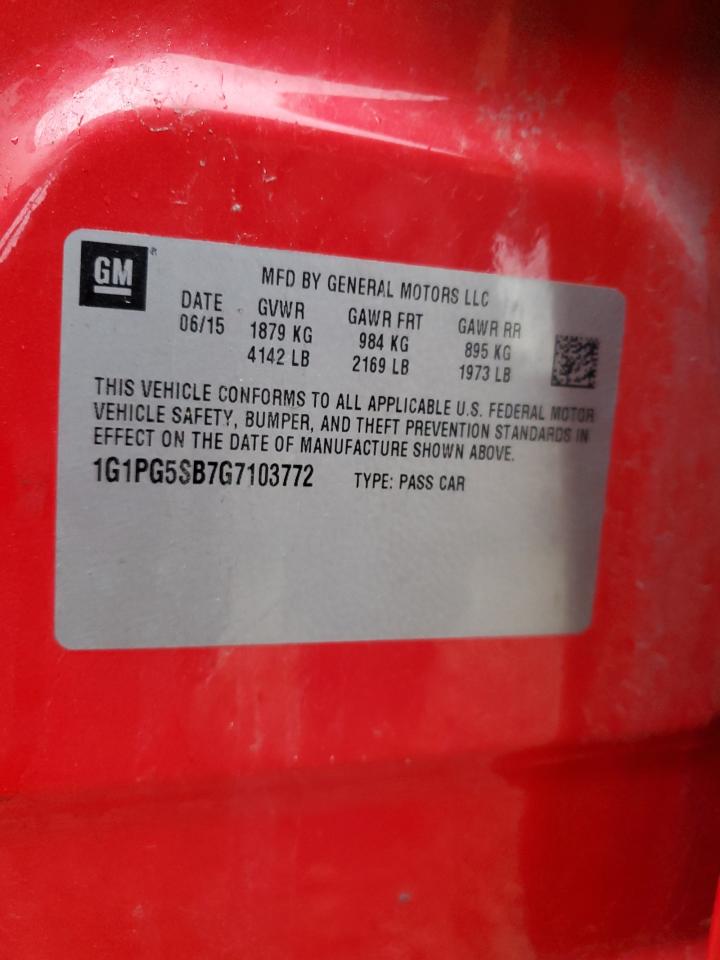 GM
MFD BY GENERAL MOTORS LLC
DATE GVWR GAWR FRT GAWR RR
06/15 1879 KG 984 KG 895 KG
4142 LB 2169 LB 1973 LB
THIS VEHICLE CONFORMS TO ALL APPLICABLE U.S. FEDERAL MOTOR
VEHICLE SAFETY, BUMPER, AND THEFT PREVENTION STANDARDS IN
EFFECT ON THE DATE OF MANUFACTURE SHOWN ABOVE.
1G1PG5SB7G7103772 TYPE: PASS CAR